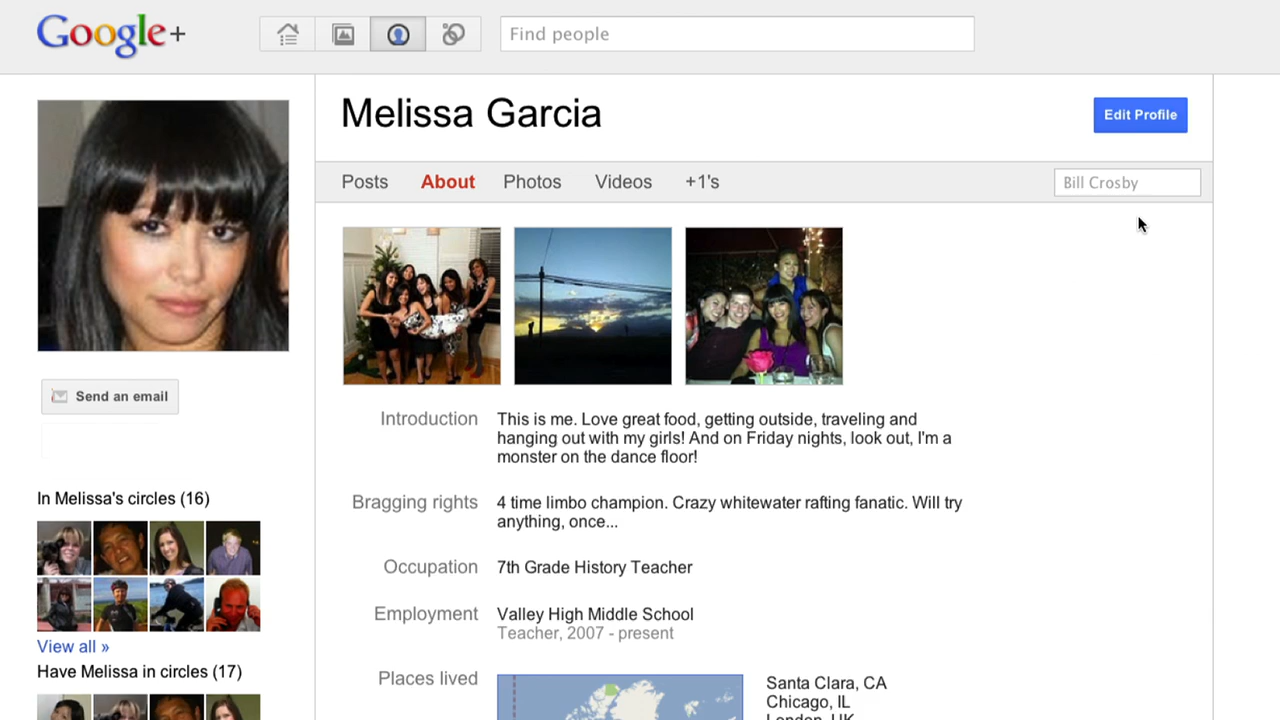 Google+
Find people
Melissa Garcia
Edit Profile
Posts About Photos Videos +1's
Bill Crosby
Send an email
In Melissa's circles (16)
View all »
Have Melissa in circles (17)
Introduction
This is me. Love great food, getting outside, traveling and
hanging out with my girls! And on Friday nights, look out, I'm a
monster on the dance floor!
Bragging rights
4 time limbo champion. Crazy whitewater rafting fanatic. Will try
anything, once...
Occupation
7th Grade History Teacher
Employment
Valley High Middle School
Teacher, 2007 - present
Places lived
Santa Clara, CA
Chicago, IL
London, UK